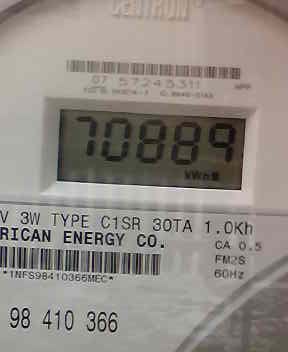 CENTRON
07 57245311
70889
kWh
V 3W TYPE C1SR 30TA 1.0Kh
RICAN ENERGY CO.
CA 0.5
FM2S
60Hz
*1NFS98410366MEC*
98 410 366